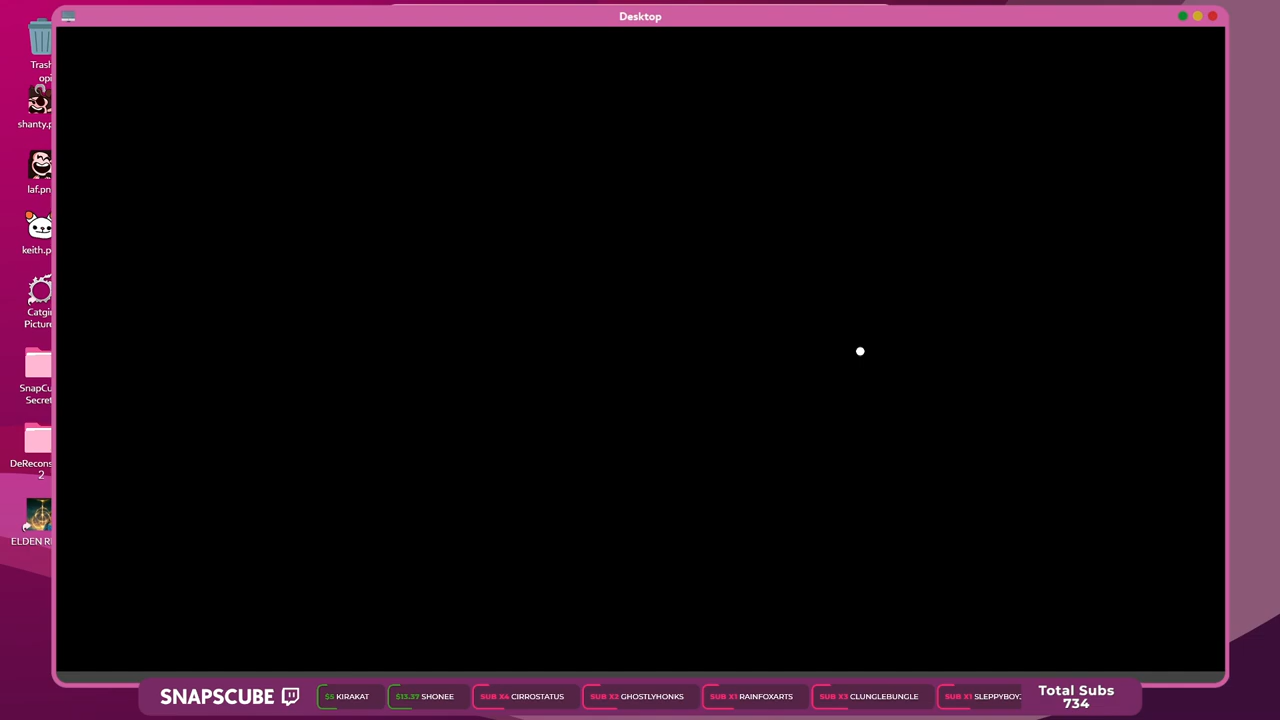 Desktop
Trash
opi
shanty.p
laf.pn
keith.p
Catgi
Picture
SnapCu
Secret
DeRecons
2
ELDEN R
SNAPSCUBE
$5 KIRAKAT
$13.37 SHONEE
SUB X4 CIRROSTATUS
SUB X2 GHOSTLYHONKS
SUB X1 RAINFOXARTS
SUB X3 CLUNGLEBUNGLE
SUB X1 SLEPPYBOY
Total Subs
734